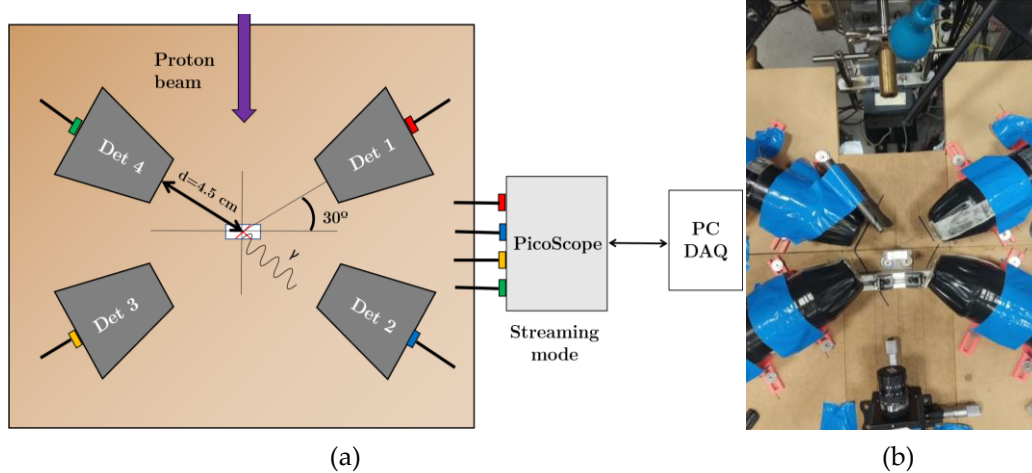 Proton
beam
Det 4
Det 1
d=4.5 cm
30º
γ
Det 3
Det 2
PicoScope
PC
DAQ
Streaming
mode
(a)
(b)